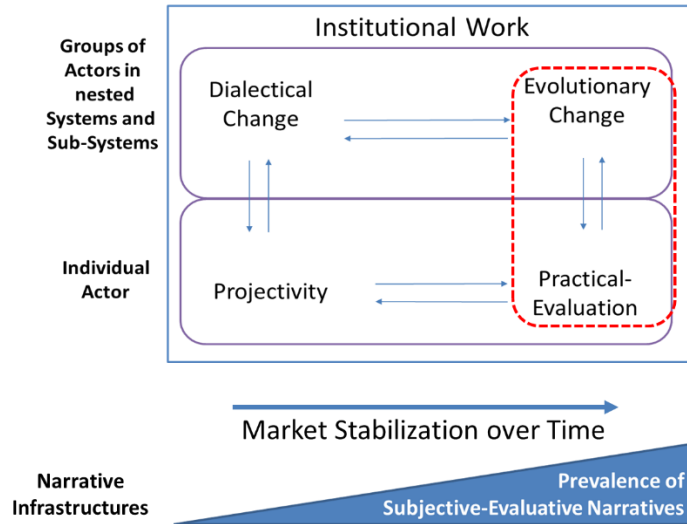 Institutional Work
Groups of
Actors in
nested
Systems and
Sub-Systems
Dialectical
Change
Evolutionary
Change
Individual
Actor
Projectivity
Practical-
Evaluation
Market Stabilization over Time
Narrative
Infrastructures
Prevalence of
Subjective-Evaluative Narratives